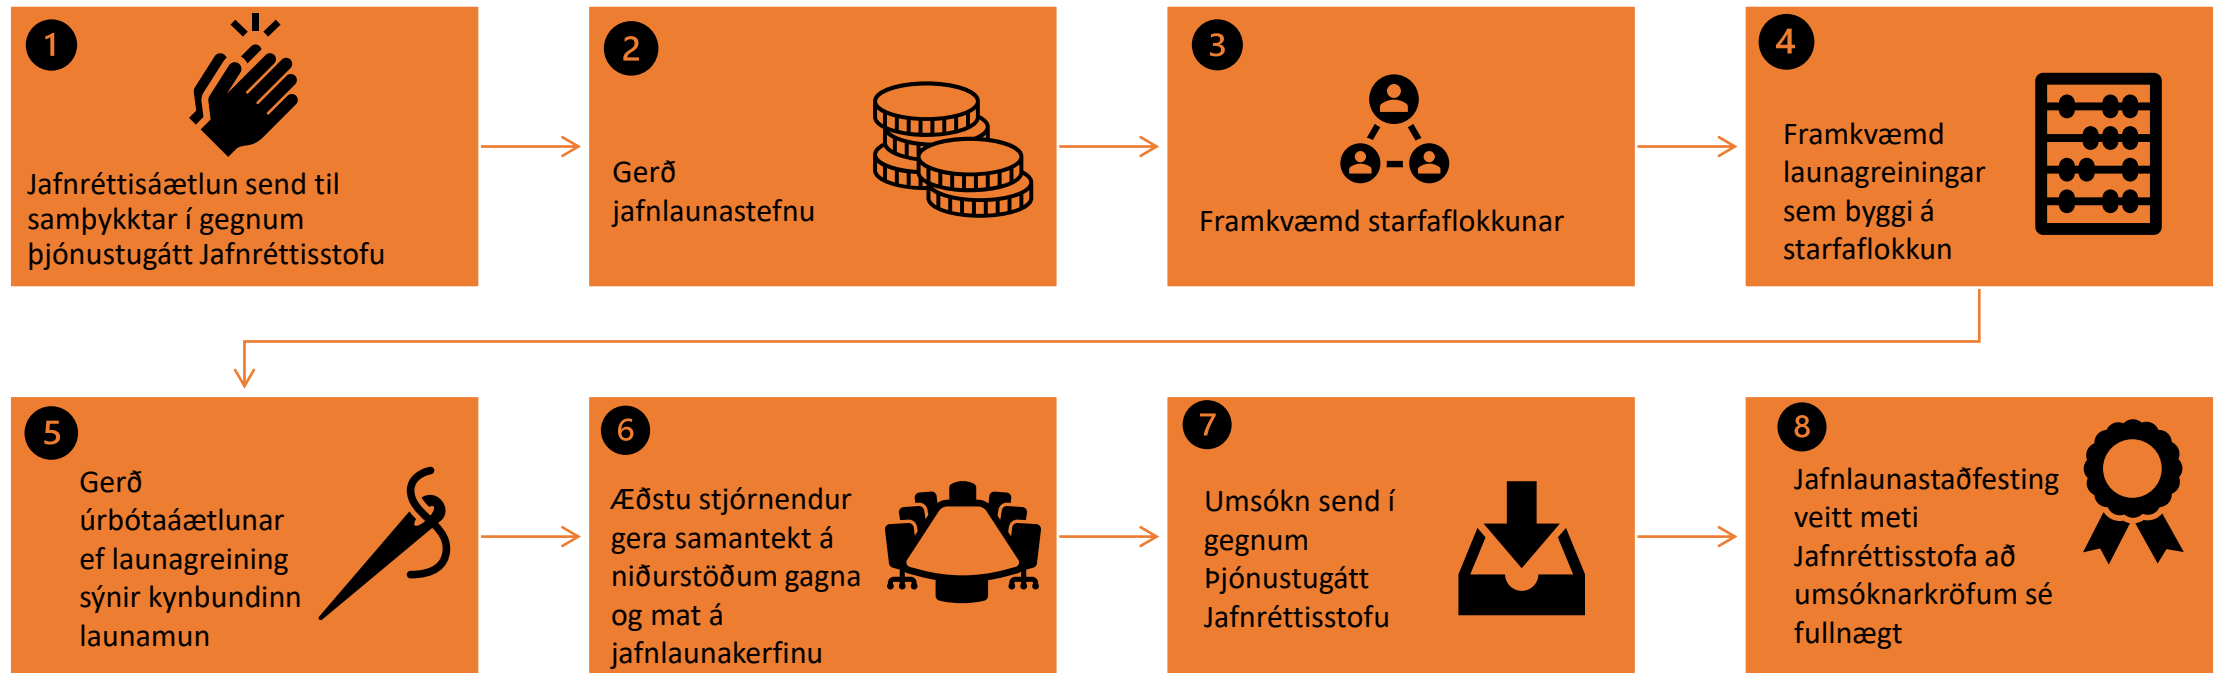 1
Jafnréttisáætlun send til
samþykktar í gegnum
þjónustugátt Jafnréttisstofu
2
Gerð
jafnlaunastefnu
3
Framkvæmd starfaflokkunar
4
Framkvæmd
launagreiningar
sem byggi á
starfaflokkun
5
Gerð
úrbótaáætlunar
ef launagreining
sýnir kynbundinn
launamun
6
Æðstu stjórnendur
gera samantekt á
niðurstöðum gagna
og mat á
jafnlaunakerfinu
7
Umsókn send í
gegnum
Þjónustugátt
Jafnréttisstofu
8
Jafnlaunastaðfesting
veitt meti
Jafnréttisstofa að
umsóknarkröfum sé
fullnægt